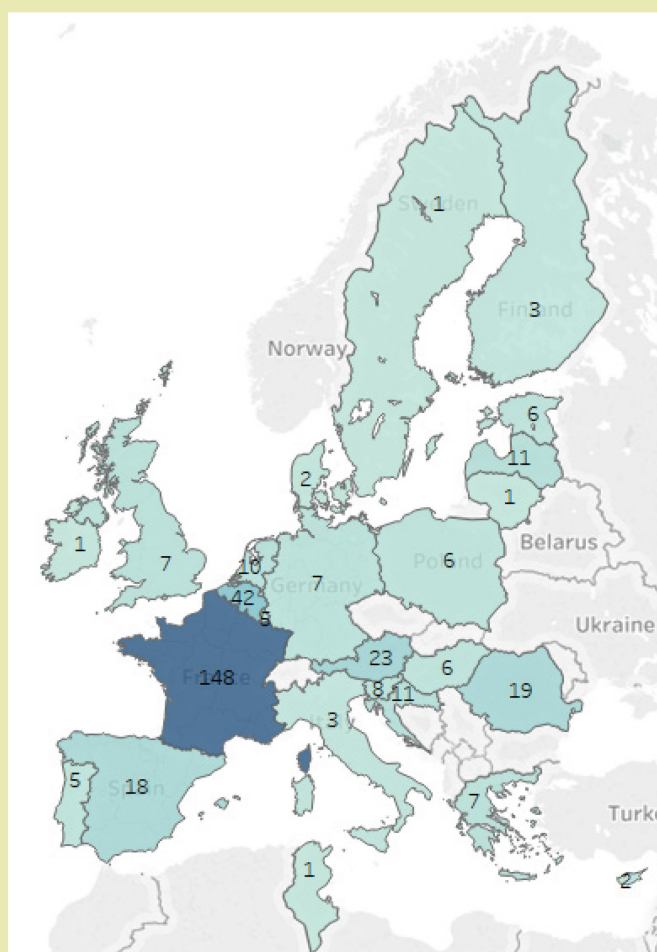 Sweden
1
Finland
3
Norway
6
11
1
2
Belarus
1
7
10
Germany
7
Poland
6
42
Ukraine
23
France
148
6
8
11
19
Italy
3
5
Spain
18
7
Turke
1
2